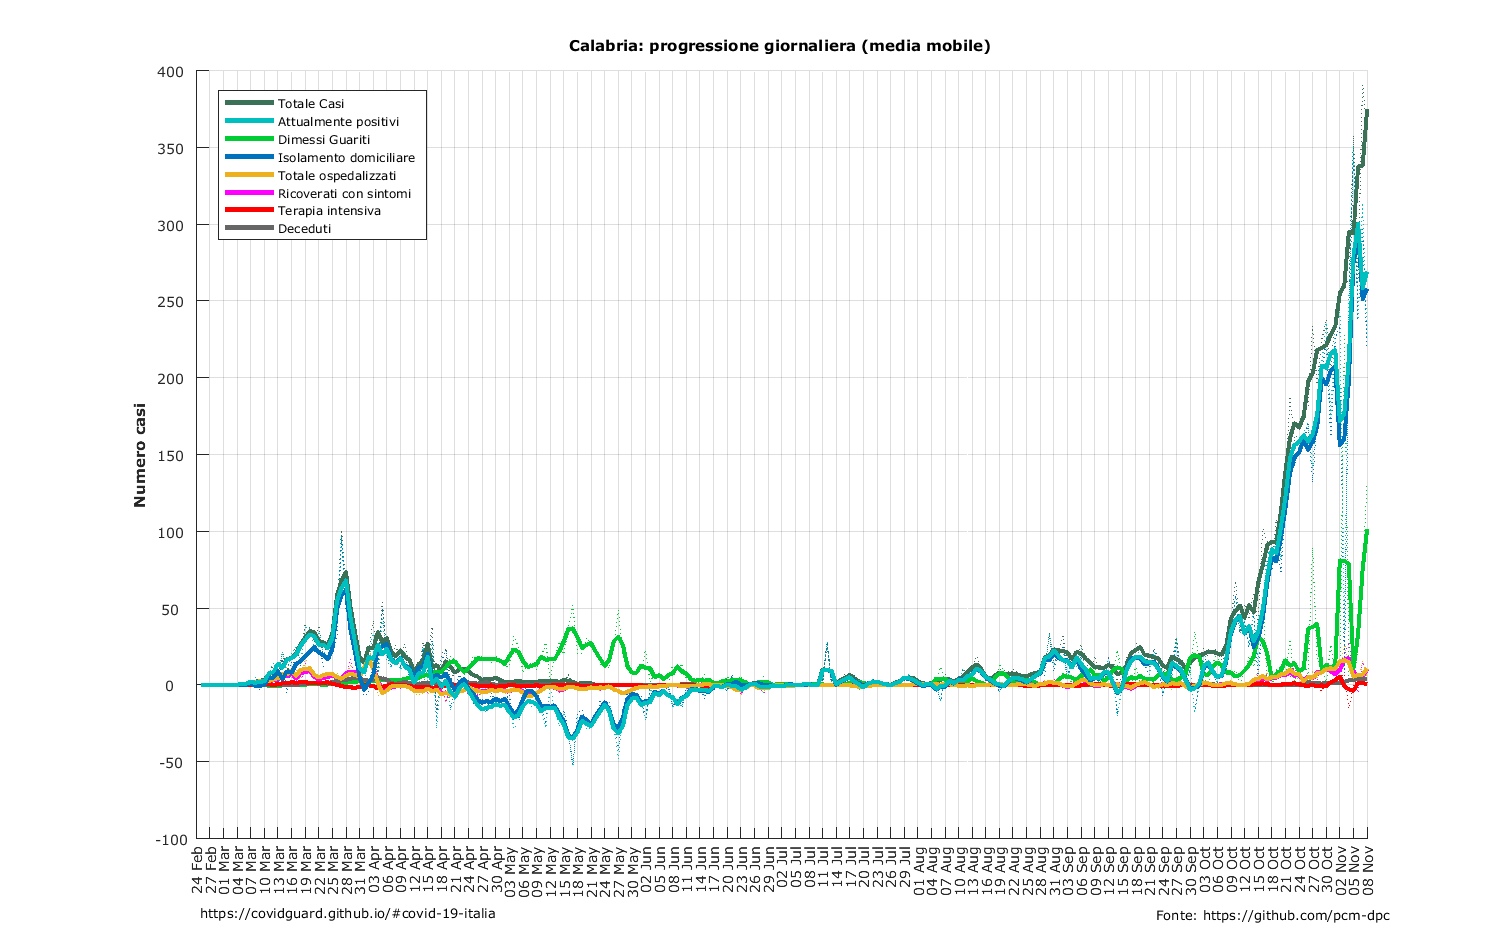 Calabria: progressione giornaliera (media mobile)
Totale Casi
Attualmente positivi
Dimessi Guariti
Isolamento domiciliare
Totale ospedalizzati
Ricoverati con sintomi
Terapia intensiva
Deceduti
Numero casi
400
350
300
250
200
150
100
50
0
-50
-100
24 Feb
27 Feb
01 Mar
04 Mar
07 Mar
10 Mar
13 Mar
16 Mar
19 Mar
22 Mar
25 Mar
28 Mar
31 Mar
03 Apr
06 Apr
09 Apr
12 Apr
15 Apr
18 Apr
21 Apr
24 Apr
27 Apr
30 Apr
03 May
06 May
09 May
12 May
15 May
18 May
21 May
24 May
27 May
30 May
02 Jun
05 Jun
08 Jun
11 Jun
14 Jun
17 Jun
20 Jun
23 Jun
26 Jun
29 Jun
02 Jul
05 Jul
08 Jul
11 Jul
14 Jul
17 Jul
20 Jul
23 Jul
26 Jul
29 Jul
01 Aug
04 Aug
07 Aug
10 Aug
13 Aug
16 Aug
19 Aug
22 Aug
25 Aug
28 Aug
31 Aug
03 Sep
06 Sep
09 Sep
12 Sep
15 Sep
18 Sep
21 Sep
24 Sep
27 Sep
30 Sep
03 Oct
06 Oct
09 Oct
12 Oct
15 Oct
18 Oct
21 Oct
24 Oct
27 Oct
30 Oct
02 Nov
05 Nov
08 Nov
https://covidguard.github.io/#covid-19-italia
Fonte: https://github.com/pcm-dpc